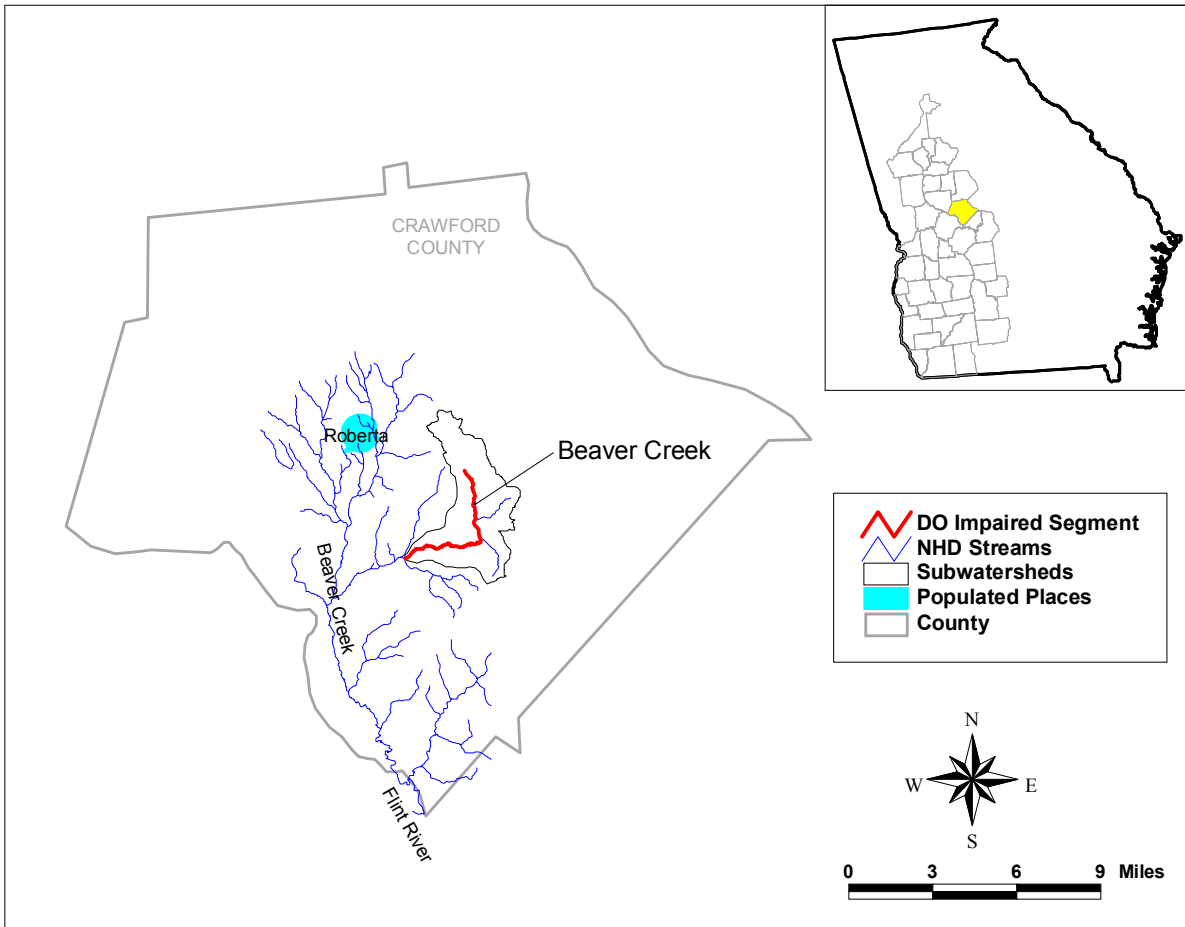 CRAWFORD
COUNTY
Roberta
Beaver Creek
Beaver Creek
Flint River
DO Impaired Segment
NHD Streams
Subwatersheds
Populated Places
County
N
W
E
S
0 3 6 9 Miles